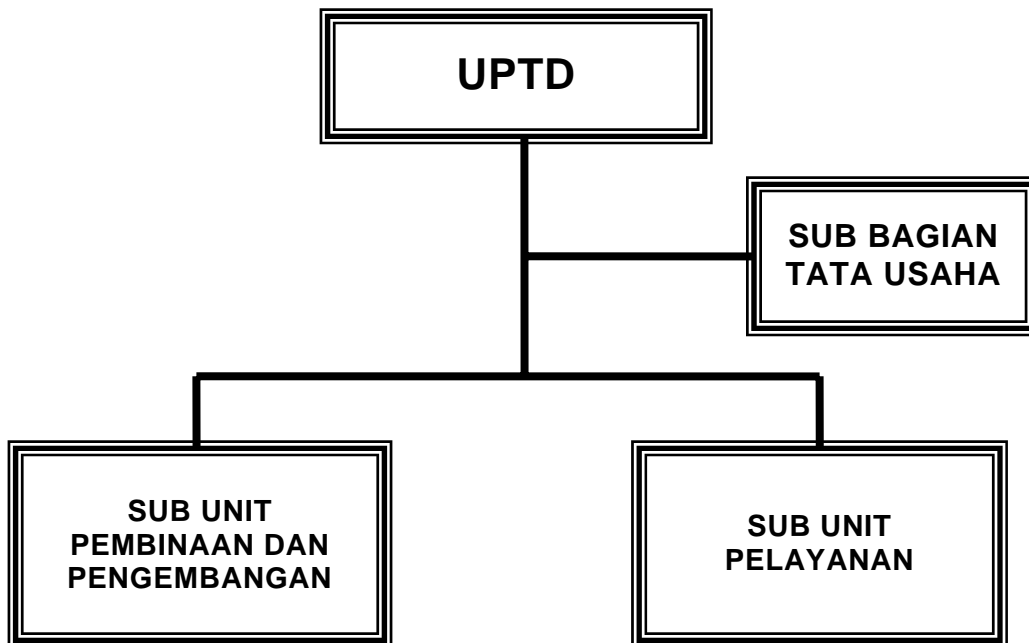 UPTD
SUB BAGIAN
TATA USAHA
SUB UNIT
PEMBINAAN DAN
PENGEMBANGAN
SUB UNIT
PELAYANAN